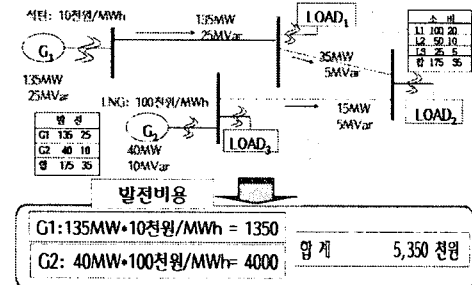 석탄: 10천원/MWh
135MW
25MVar
LOAD₁
G₁
135MW
25MVar
35MW
5MVar
소 비
L1 100 20
L2 50 10
L3 25 5
합 175 35
LNG: 100천원/MWh
15MW
5MVar
LOAD₂
발 전
G1 135 25
G2 40 10
합 175 35
G₂
40MW
10MVar
LOAD₃
발전비용
G1:135MW*10천원/MWh = 1350
G2: 40MW*100천원/MWh= 4000
합 계 5,350 천원